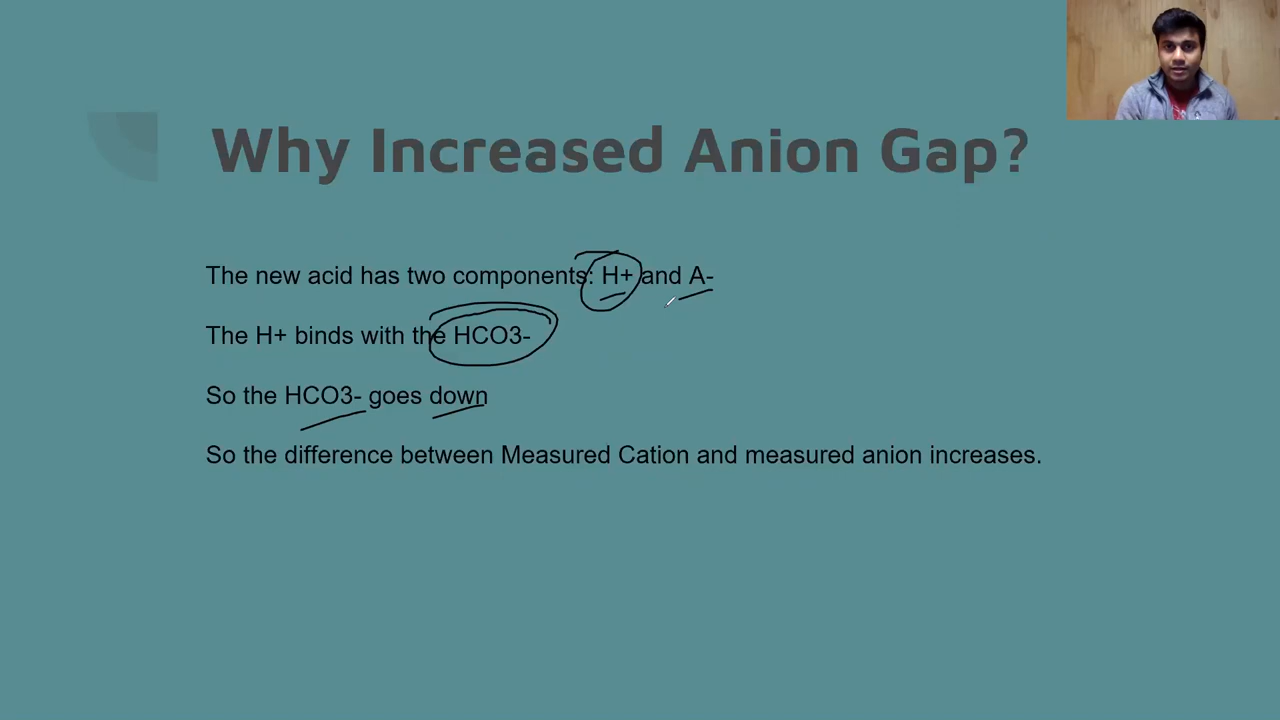 Why Increased Anion Gap?
The new acid has two components: H+ and A-
The H+ binds with the HCO3-
So the HCO3- goes down
So the difference between Measured Cation and measured anion increases.